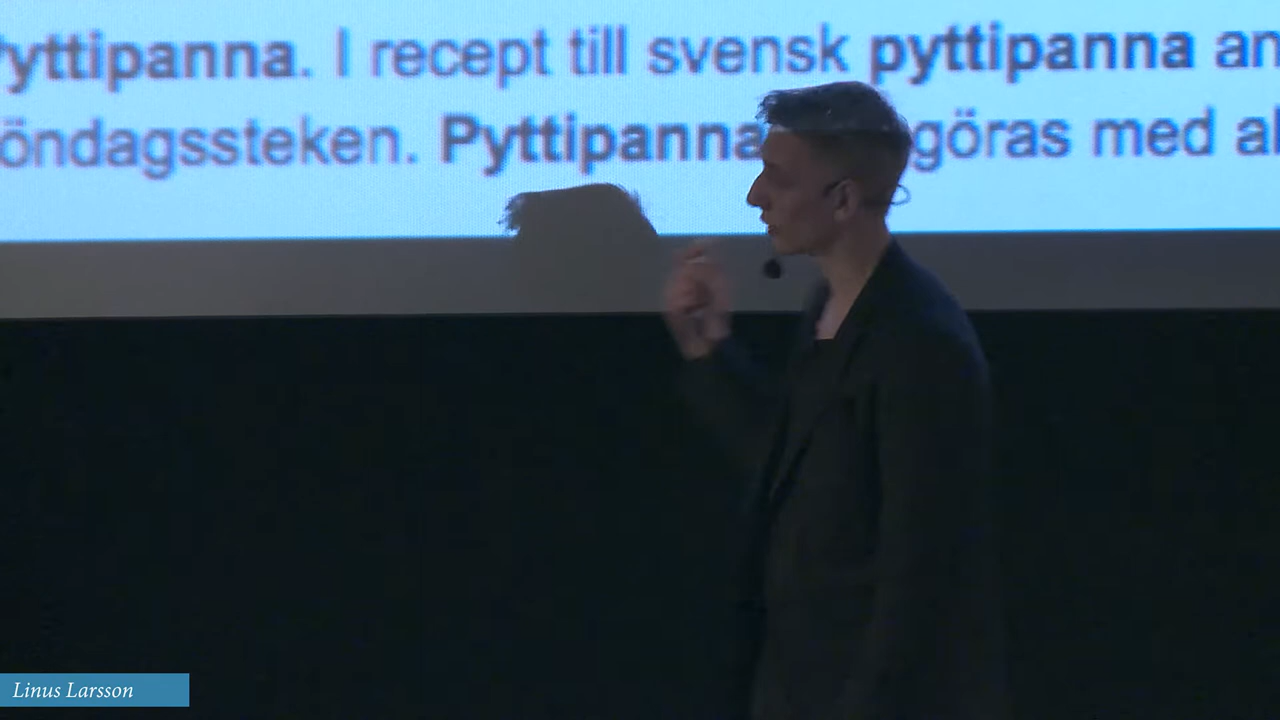 yttipanna. I recept till svensk pyttipanna an
öndagssteken. Pyttipanna göras med al
Linus Larsson